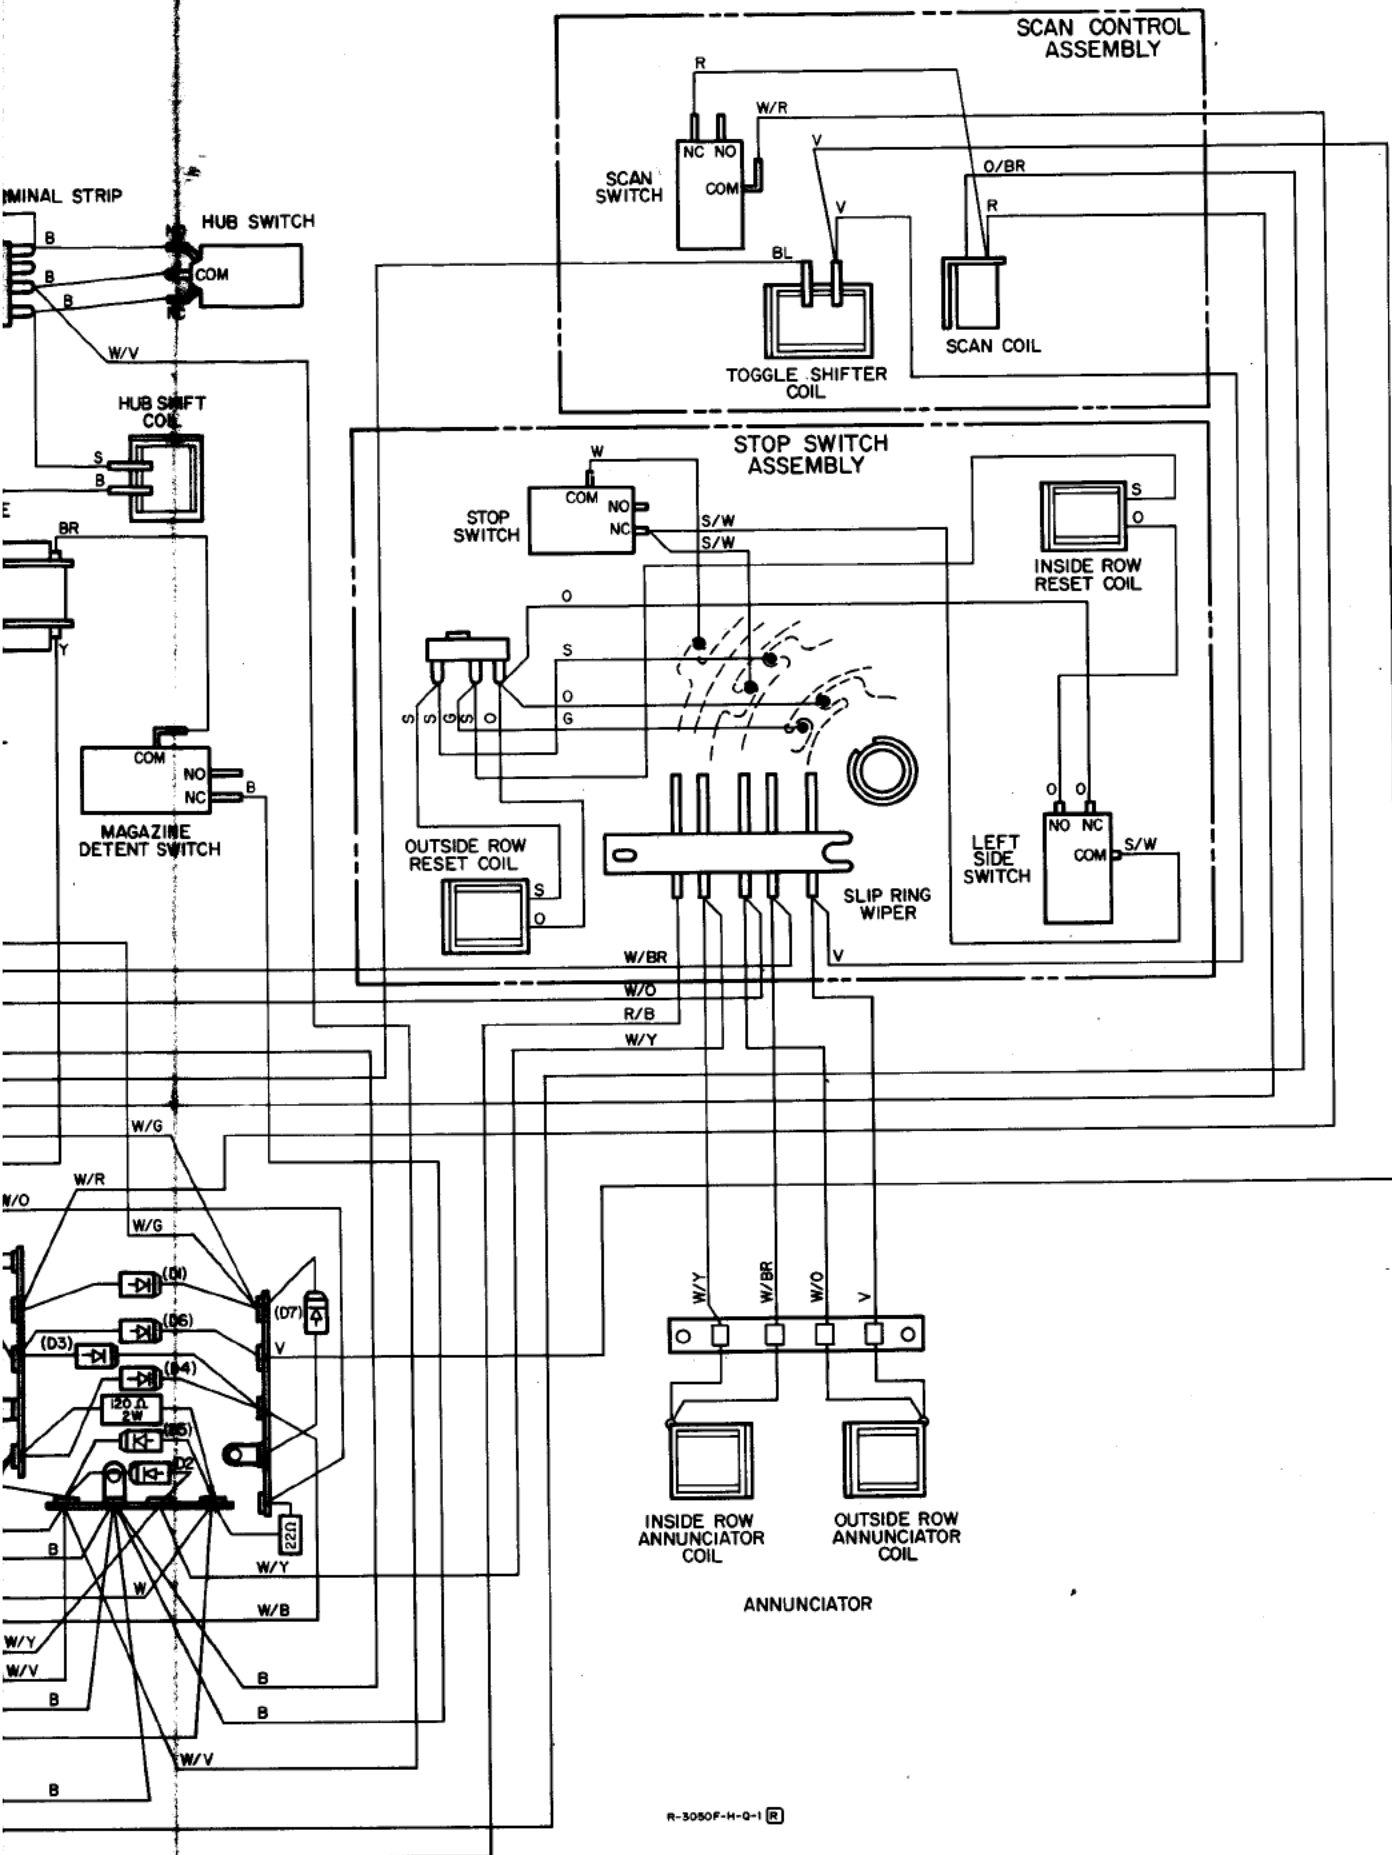 SCAN CONTROL
ASSEMBLY
R
W/R
NC NO
V
SCAN
SWITCH
COM
O/BR
MINAL STRIP
HUB SWITCH
V
R
B
BL
COM
B
B
NC
SCAN COIL
W/V
TOGGLE SHIFTER
COIL
HUB SHIFT
COIL
STOP SWITCH
ASSEMBLY
W
S
COM
NO
S
B
STOP
SWITCH
NC
S/W
O
E
BR
S/W
INSIDE ROW
RESET COIL
O
Y
S
O
S
S
G
S
O
G
COM
NO
NC
B
O
O
NO NC
MAGAZINE
DETENT SWITCH
OUTSIDE ROW
RESET COIL
LEFT
SIDE
SWITCH
COM
S/W
S
SLIP RING
WIPER
O
W/BR
V
W/O
R/B
W/Y
W/G
W/R
W/O
W/G
(D1)
(D7)
W/Y
W/BR
W/O
V
(D6)
(D3)
V
(D4)
120 Ω
2W
(D5)
D2
22Ω
INSIDE ROW
ANNUNCIATOR
COIL
OUTSIDE ROW
ANNUNCIATOR
COIL
B
W/Y
W
ANNUNCIATOR
W/B
W/Y
W/V
B
B
B
W/V
B
R-3050F-H-Q-1 R